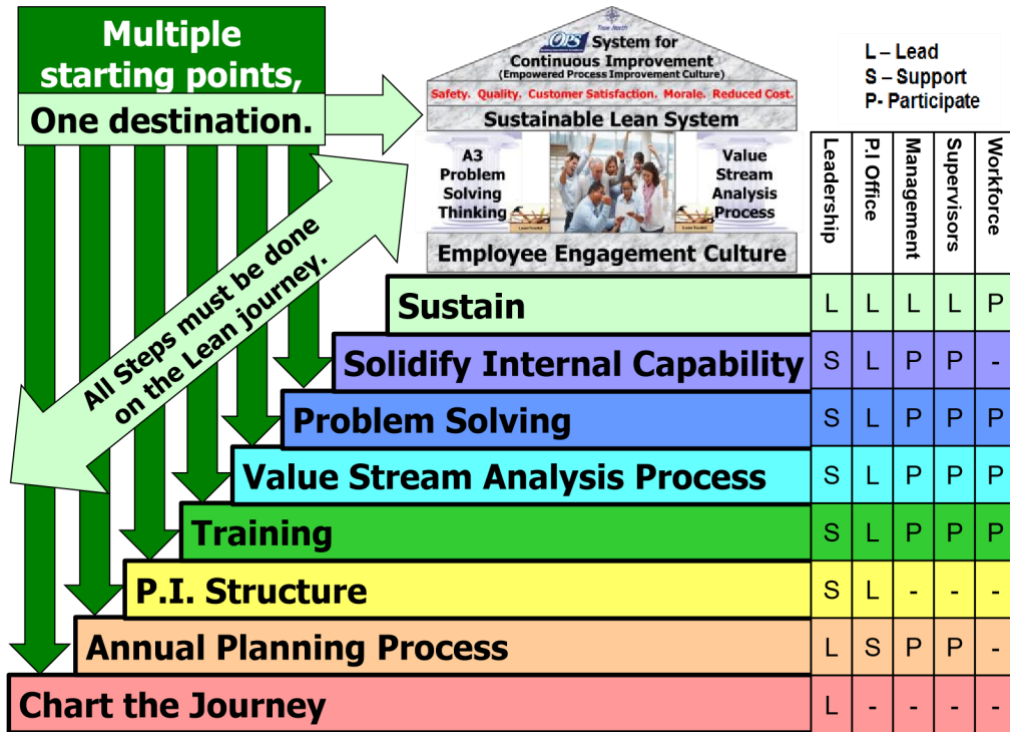 Multiple
starting points,
One destination.
All Steps must be done
on the Lean journey.
True North
OPS System for
Continuous Improvement
(Empowered Process Improvement Culture)
Safety. Quality. Customer Satisfaction. Morale. Reduced Cost.
Sustainable Lean System
A3
Problem
Solving
Thinking
Value
Stream
Analysis
Process
Employee Engagement Culture
L – Lead
S – Support
P- Participate
Leadership
P.I Office
Management
Supervisors
Workforce
Sustain L L L L P
Solidify Internal Capability S L P P -
Problem Solving S L P P P
Value Stream Analysis Process S L P P P
Training S L P P P
P.I. Structure S L - - -
Annual Planning Process L S P P -
Chart the Journey L - - - -